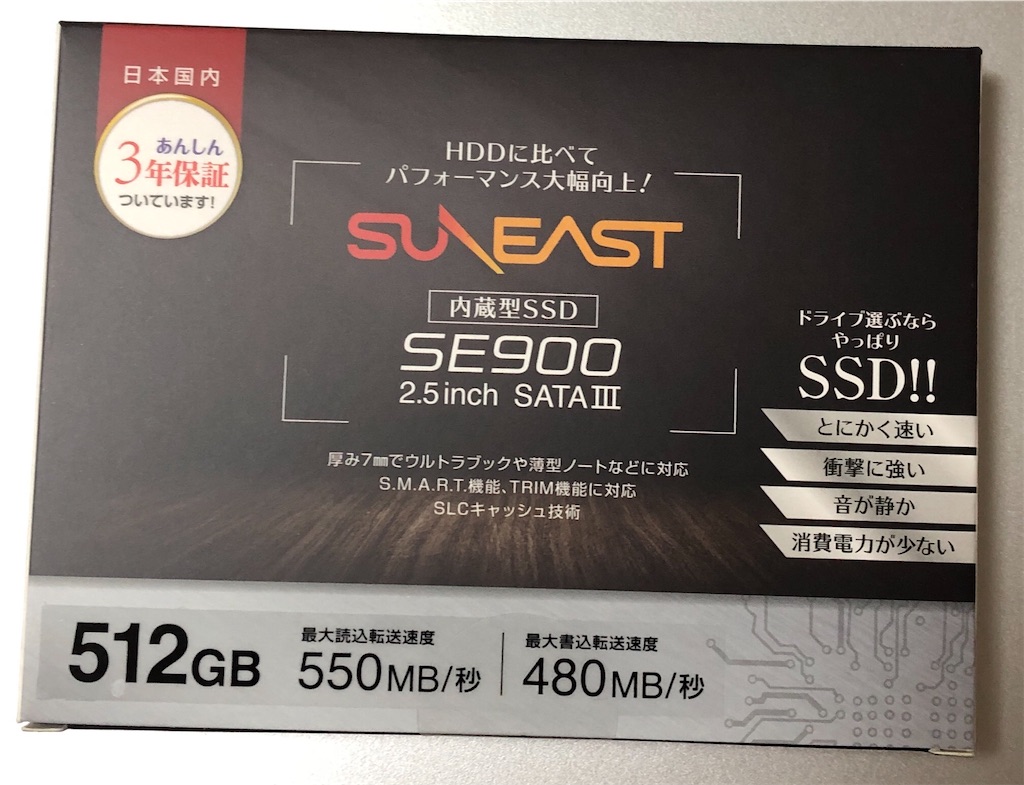 日本国内
あんしん
3年保証
ついています!
HDDに比べて
パフォーマンス大幅向上!
SUNEAST
内蔵型SSD
SE900
2.5inch SATAⅢ
厚み7㎜でウルトラブックや薄型ノートなどに対応
S.M.A.R.T.機能、TRIM機能に対応
SLCキャッシュ技術
ドライブ選ぶなら
やっぱり
SSD!!
とにかく速い
衝撃に強い
音が静か
消費電力が少ない
512GB
最大読込転送速度
550MB/秒
最大書込転送速度
480MB/秒